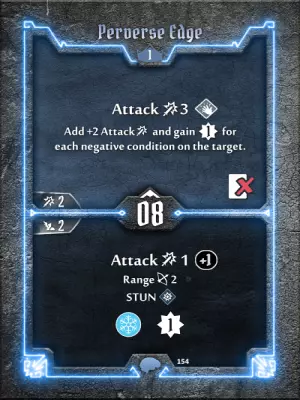 Perverse Edge
1
Attack 3
Add +2 Attack and gain 1 for
each negative condition on the target.
2
08
2
Attack 1 +1
Range 2
STUN
1
154